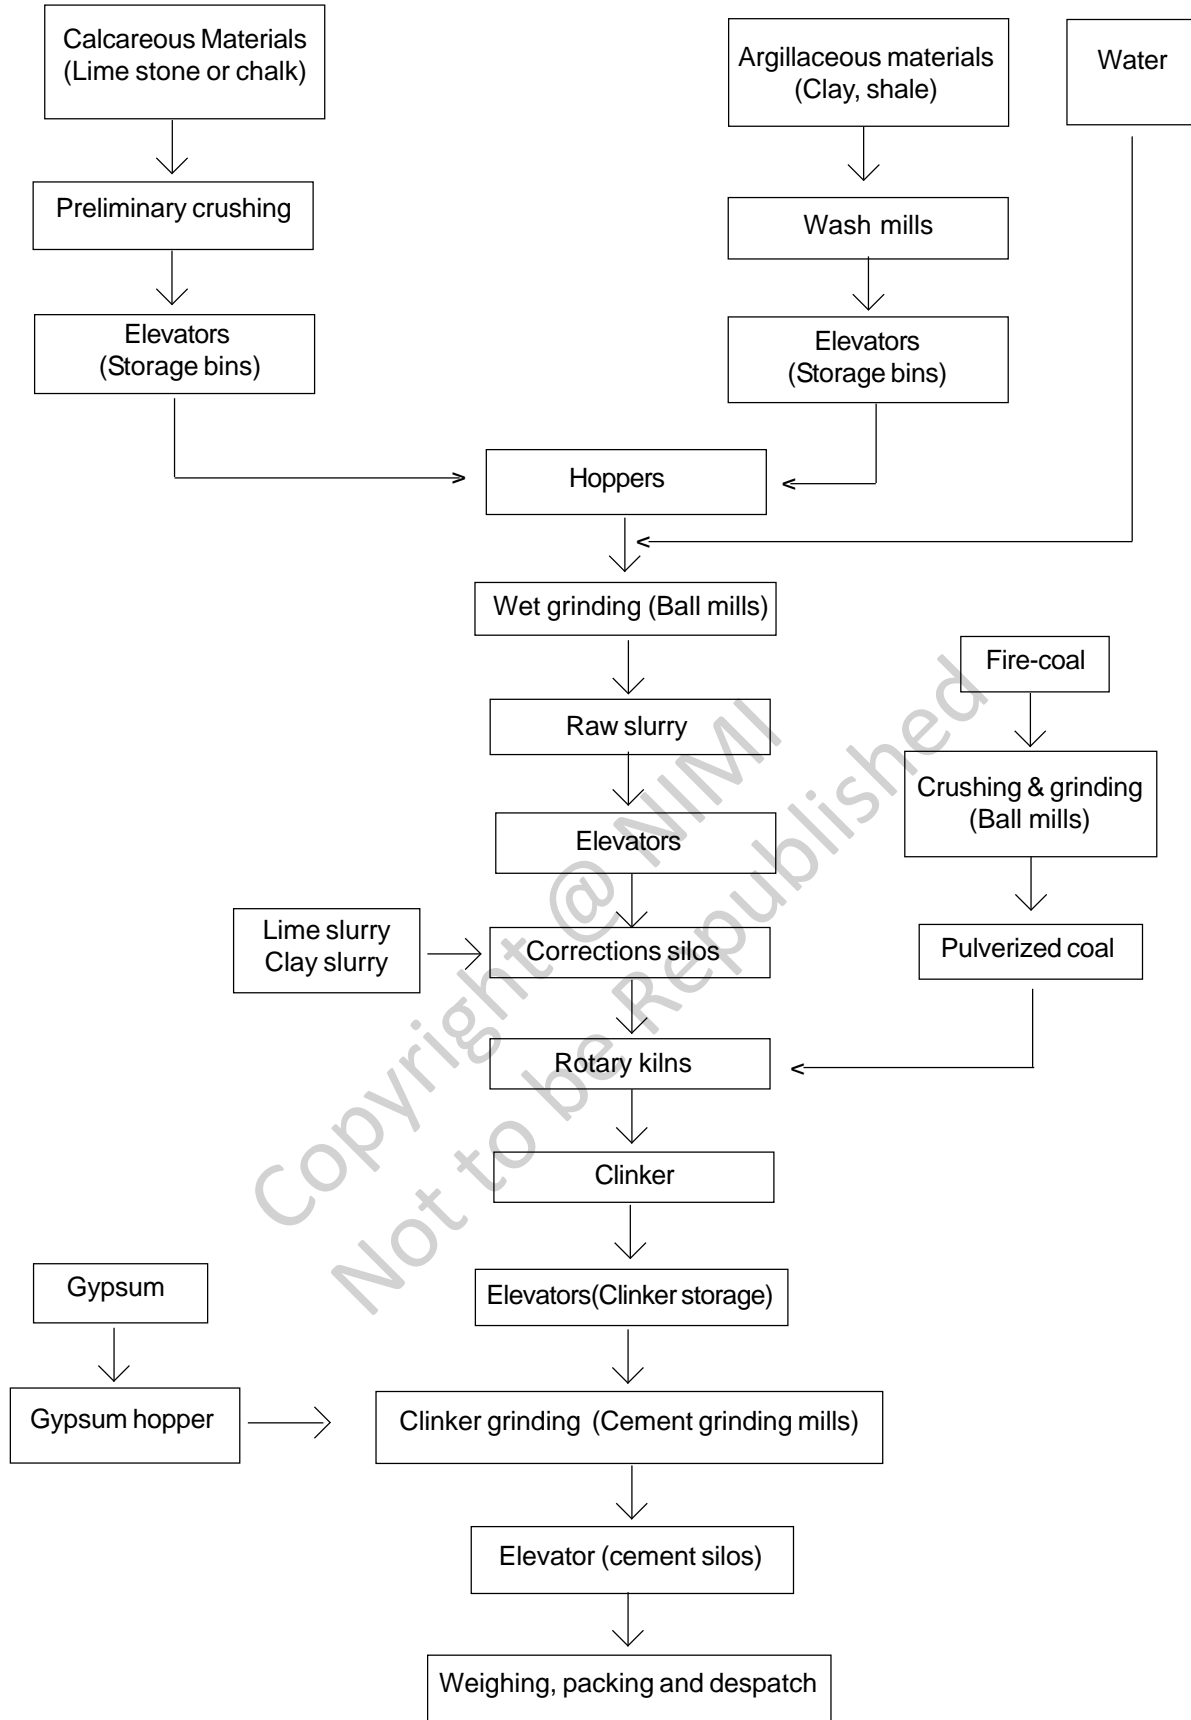 Calcareous Materials
(Lime stone or chalk)
Argillaceous materials
(Clay, shale)
Water
Preliminary crushing
Wash mills
Elevators
(Storage bins)
Elevators
(Storage bins)
Hoppers
Wet grinding (Ball mills)
Fire-coal
Raw slurry
Crushing & grinding
(Ball mills)
Elevators
Lime slurry
Clay slurry
Corrections silos
Pulverized coal
Rotary kilns
Clinker
Gypsum
Elevators(Clinker storage)
Gypsum hopper
Clinker grinding (Cement grinding mills)
Elevator (cement silos)
Weighing, packing and despatch
Copyright @ NIMI
Not to be Republished